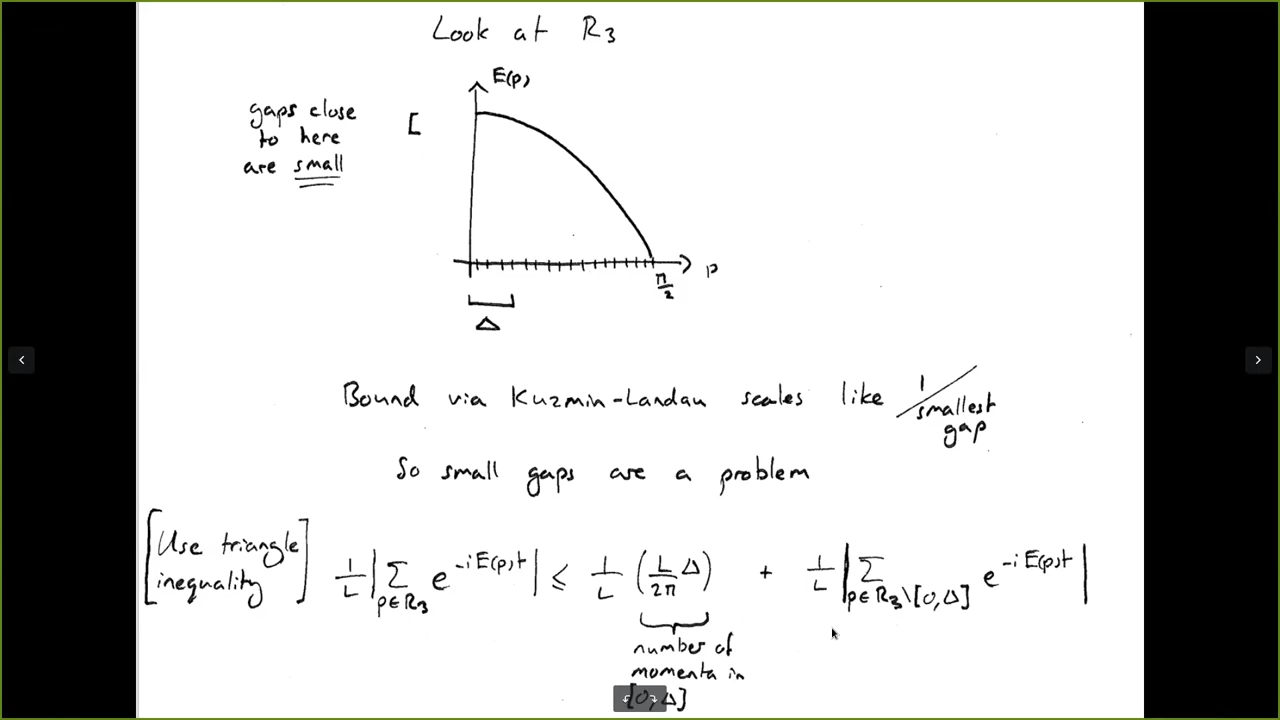 Look at R₃
E(p)
gaps close
to here
are small
[
p
π/2
Δ
Bound via Kuzmin-Landau scales like 1/smallest gap
So small gaps are a problem
[Use triangle inequality] 1/L |∑_{p∈R₃} e^{-iE(p)t}| ≤ 1/L (L/2π Δ) + 1/L |∑_{p∈R₃\[0,Δ]} e^{-iE(p)t}|
number of
momenta in
[0,Δ]